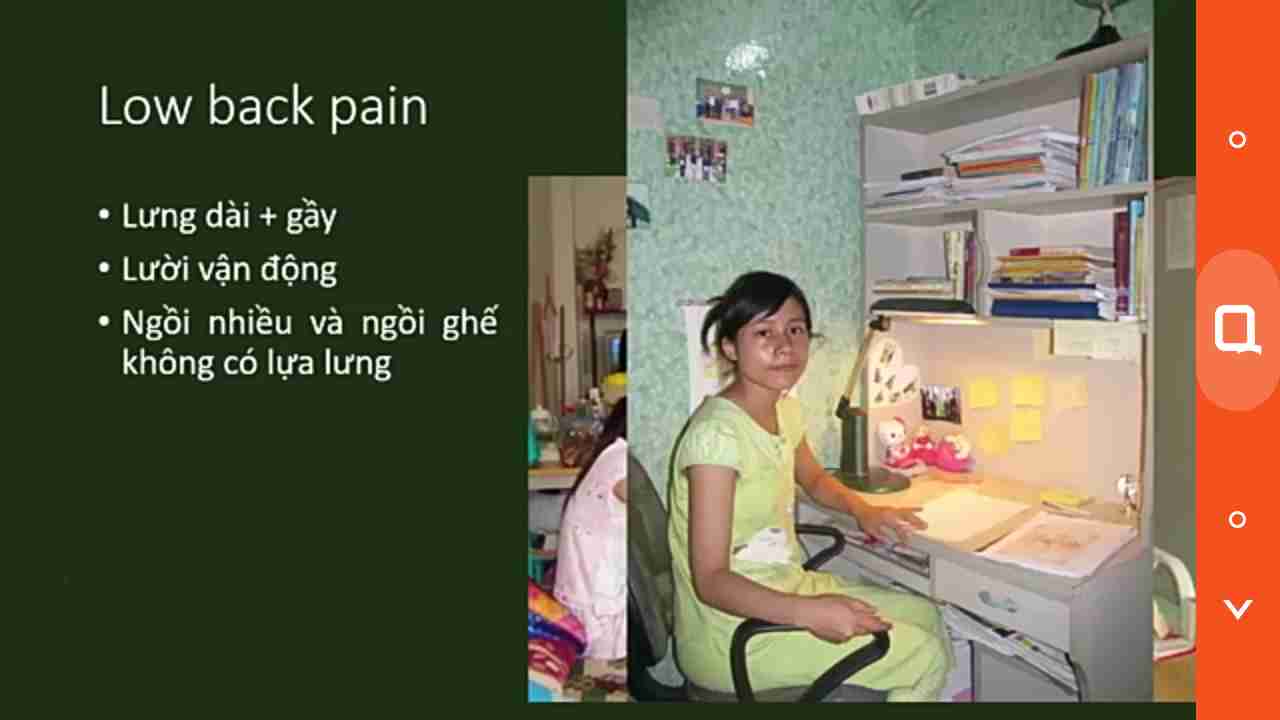 Low back pain
• Lưng dài + gầy
• Lười vận động
• Ngồi nhiều và ngồi ghế
không có lựa lưng